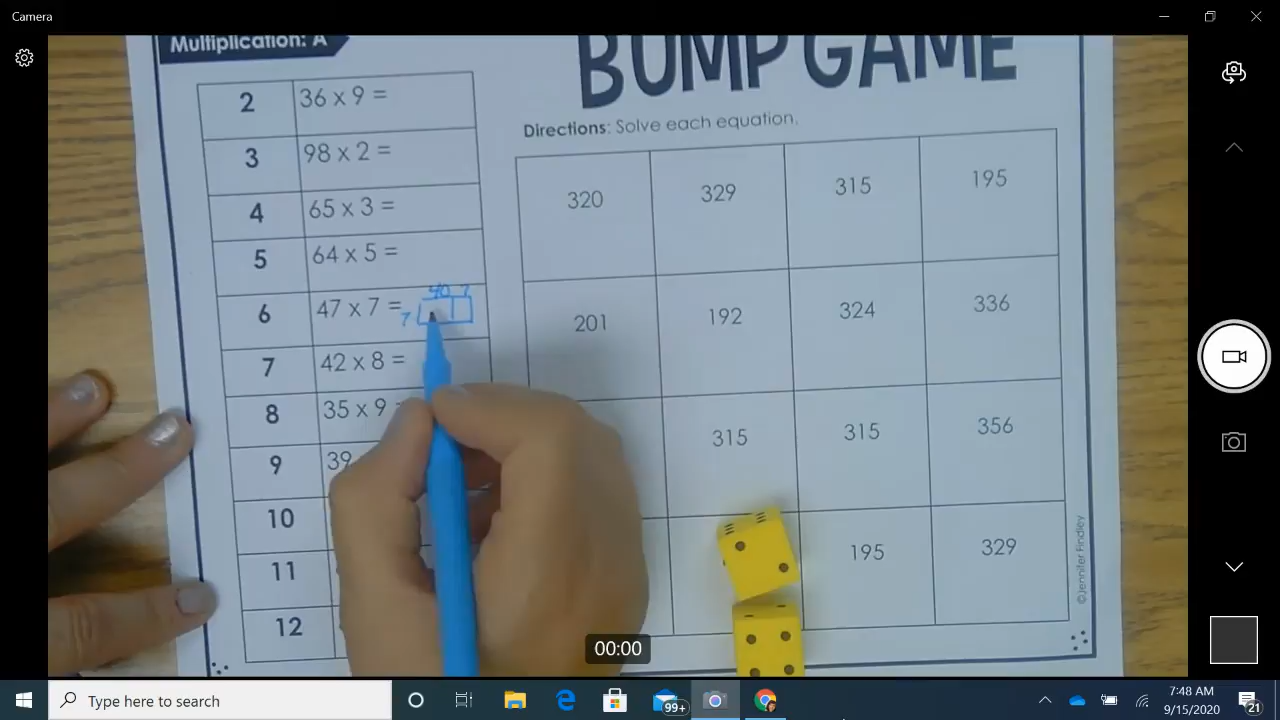 Camera
Multiplication: A
BUMP GAME
Directions: Solve each equation.
2 36 x 9 =
3 98 x 2 =
4 65 x 3 =
5 64 x 5 =
6 47 x 7 =
40 7
7
7 42 x 8 =
8 35 x 9
9 39
10
11
12
320 329 315 195
201 192 324 336
315 315 356
195 329
©Jennifer Findley
00:00
Type here to search
99+
7:48 AM
9/15/2020
21